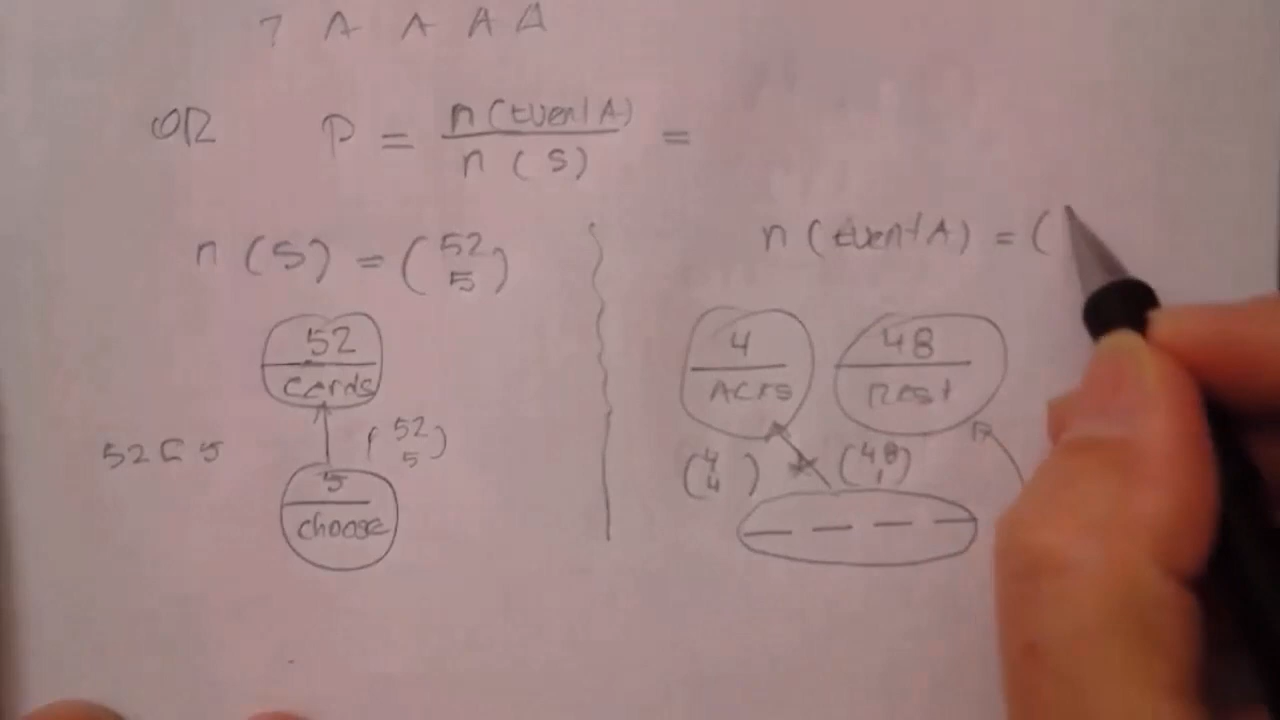 7 A A A A
OR P = n(Event A) / n(S) =
n(S) = (52 5)
n(Event A) = (
52
cards
(52 5)
52C5
5
choose
4
Aces
48
Rest
(4 4) * (48 1)